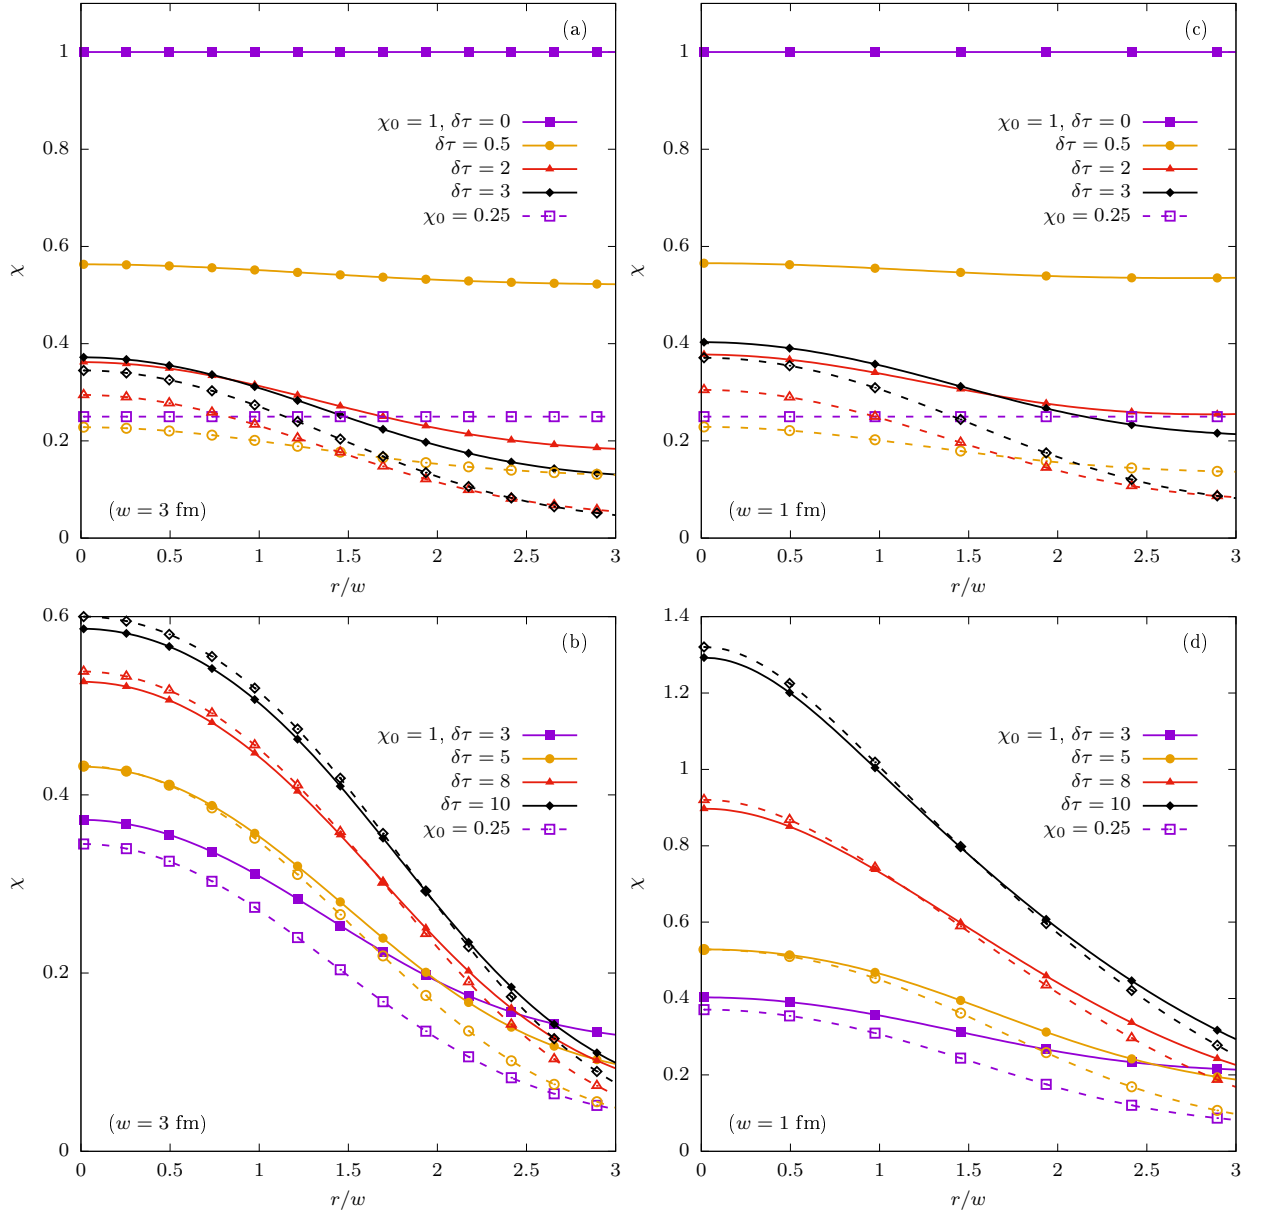 (a)
1
0.8
0.6
0.4
0.2
0
χ
χ₀ = 1, δτ = 0
δτ = 0.5
δτ = 2
δτ = 3
χ₀ = 0.25
(w = 3 fm)
0 0.5 1 1.5 2 2.5 3
r/w
(c)
1
0.8
0.6
0.4
0.2
0
χ
χ₀ = 1, δτ = 0
δτ = 0.5
δτ = 2
δτ = 3
χ₀ = 0.25
(w = 1 fm)
0 0.5 1 1.5 2 2.5 3
r/w
(b)
0.6
0.4
0.2
0
χ
χ₀ = 1, δτ = 3
δτ = 5
δτ = 8
δτ = 10
χ₀ = 0.25
(w = 3 fm)
0 0.5 1 1.5 2 2.5 3
r/w
(d)
1.4
1.2
1
0.8
0.6
0.4
0.2
0
χ
χ₀ = 1, δτ = 3
δτ = 5
δτ = 8
δτ = 10
χ₀ = 0.25
(w = 1 fm)
0 0.5 1 1.5 2 2.5 3
r/w